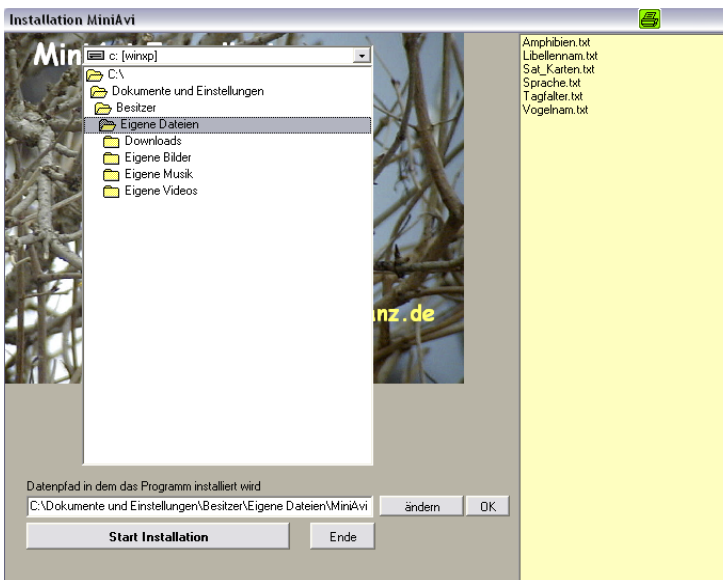 Installation MiniAvi
Min
c: [winxp]
C:\
Dokumente und Einstellungen
Besitzer
Eigene Dateien
Downloads
Eigene Bilder
Eigene Musik
Eigene Videos
nz.de
Datenpfad in dem das Programm installiert wird
C:\Dokumente und Einstellungen\Besitzer\Eigene Dateien\MiniAvi
ändern
OK
Start Installation
Ende
Amphibien.txt
Libellennam.txt
Sat_Karten.txt
Sprache.txt
Tagfalter.txt
Vogelnam.txt